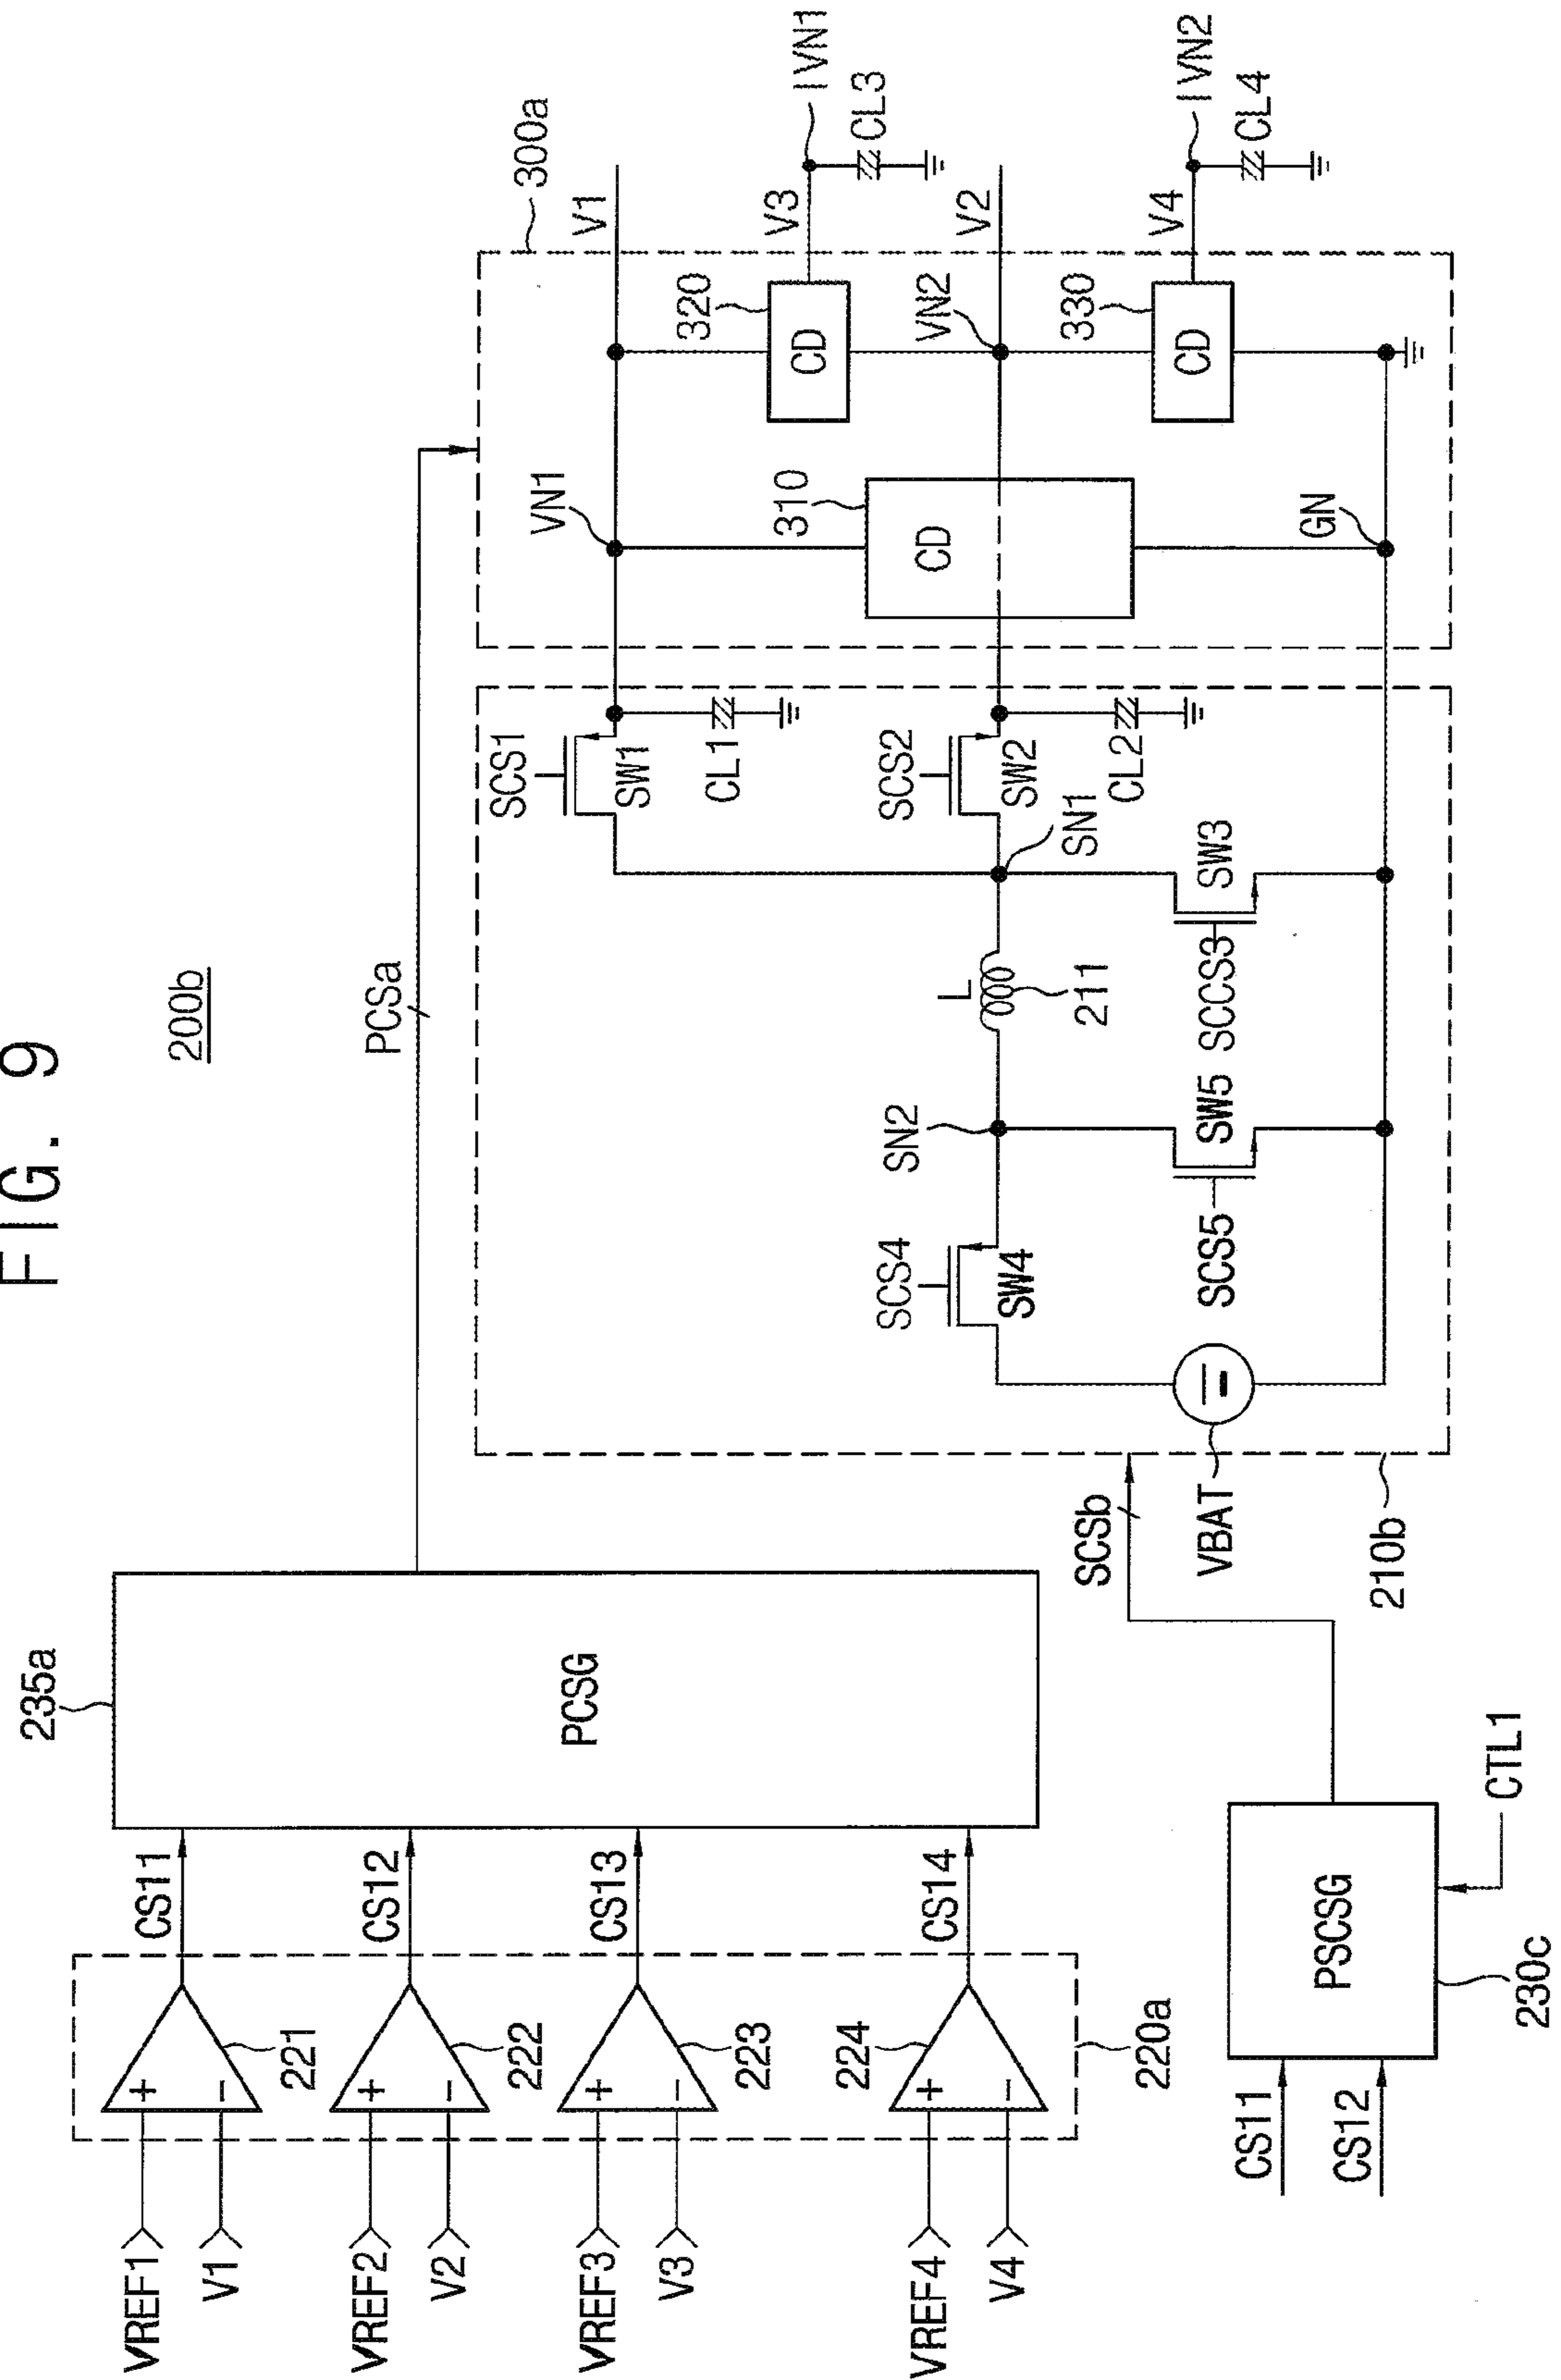 FIG. 9
200b
235a
PCSG
PCSa
CS11
CS12
CS13
CS14
VREF1
V1
VREF2
V2
VREF3
V3
VREF4
V4
+
-
221
+
-
222
+
-
223
+
-
224
220a
CS11
CS12
PSCSG
230c
CTL1
SCSb
VBAT
210b
SCS4
SW4
SN2
SCS5
SW5
L
211
SCCS3
SW3
SN1
SCS1
SW1
CL1
SCS2
SW2
CL2
VN1
310
CD
GN
320
CD
VN2
330
CD
300a
V1
V3
IVN1
CL3
V2
V4
IVN2
CL4